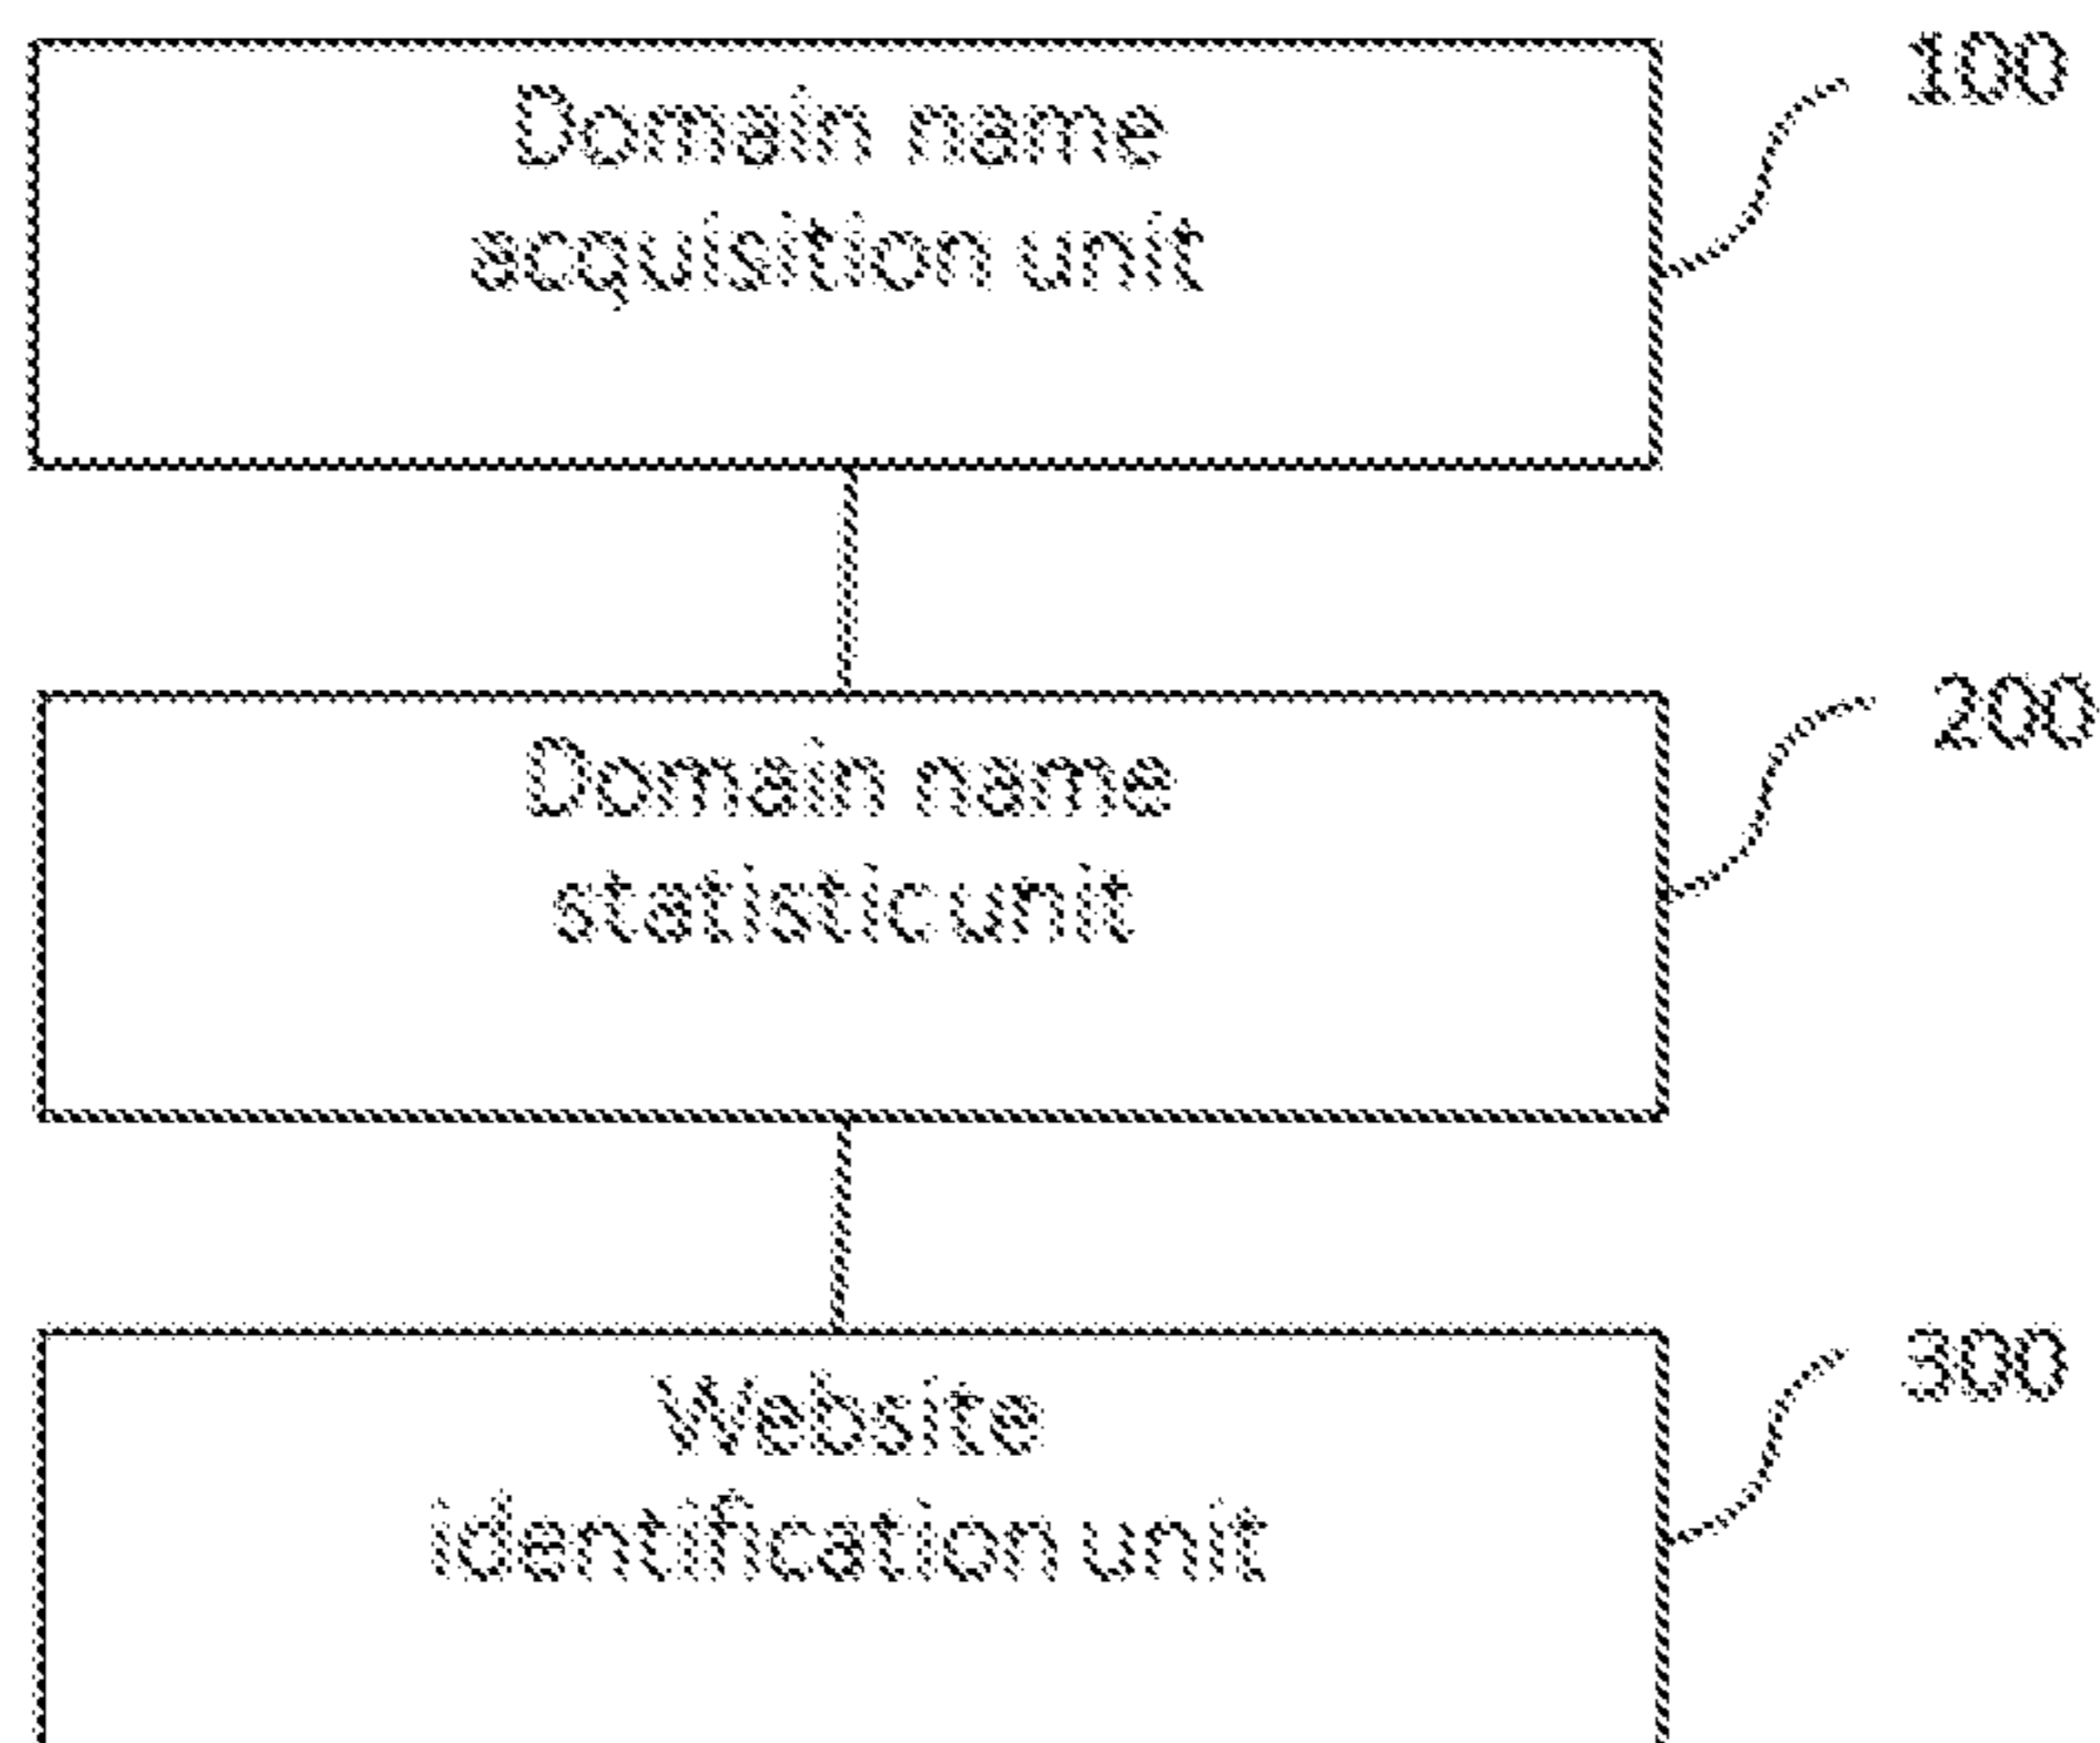 100
Domain name
acquisition unit
200
Domain name
statistic unit
300
Website
identification unit